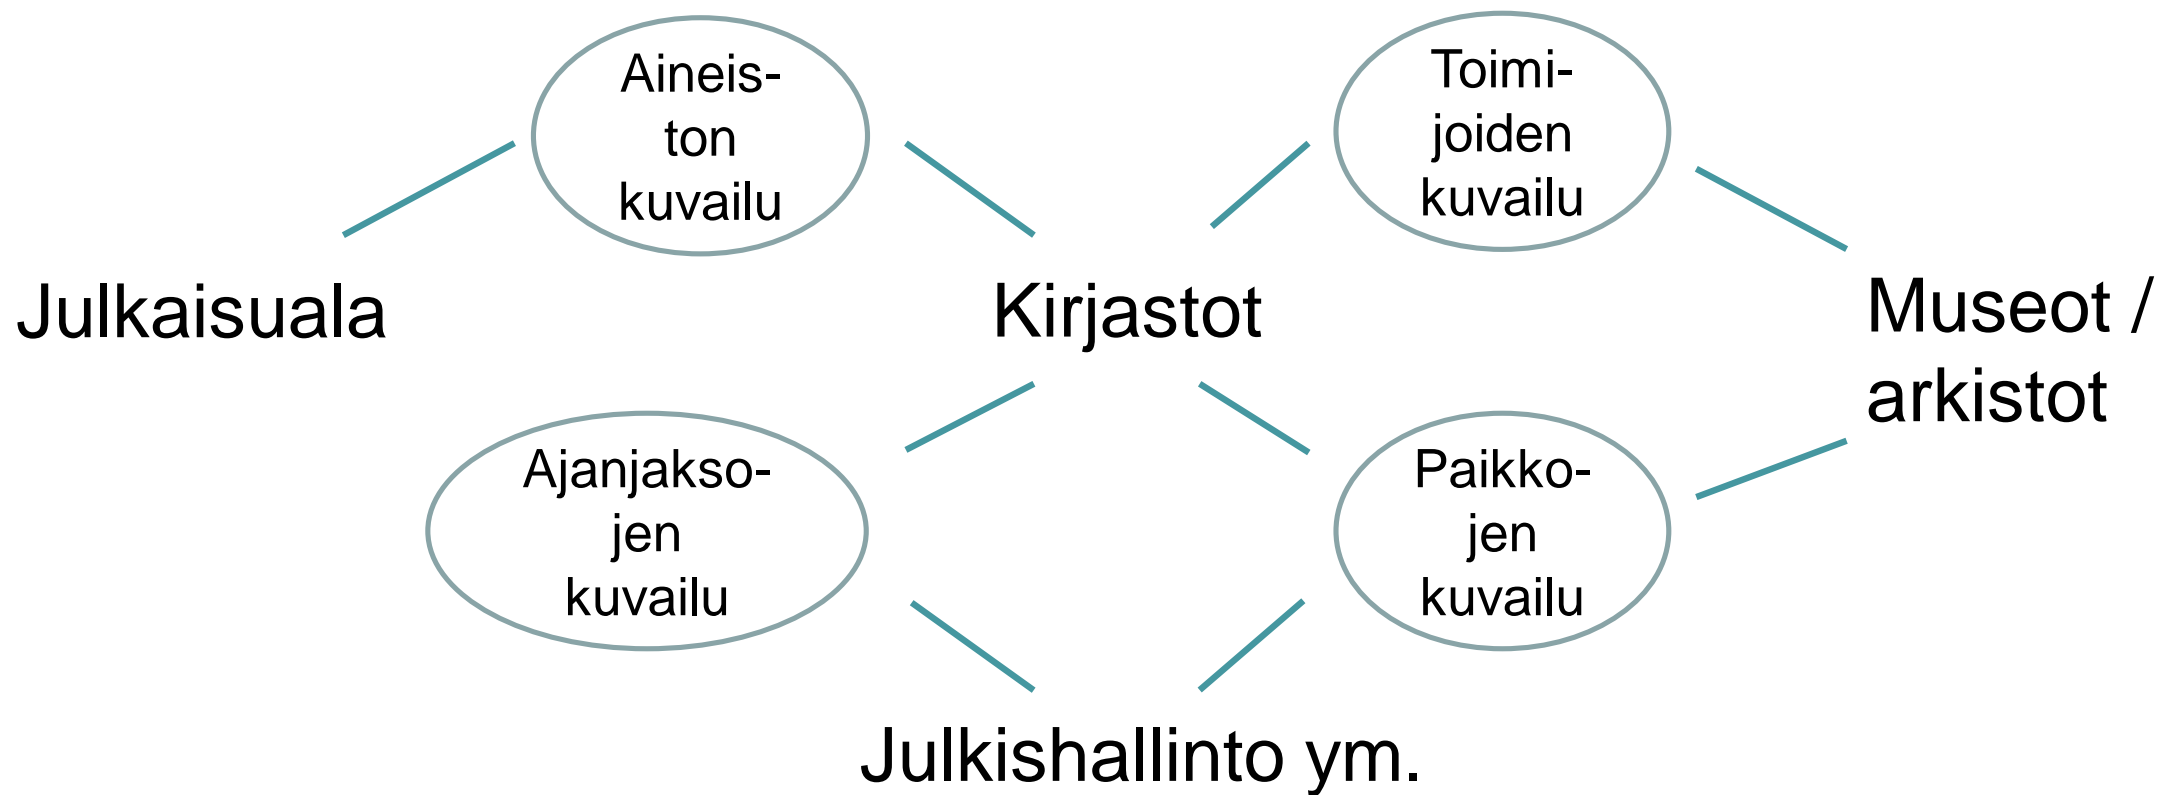 Aineis-
ton
kuvailu
Toimi-
joiden
kuvailu
Julkaisuala
Kirjastot
Museot /
arkistot
Ajanjakso-
jen
kuvailu
Paikko-
jen
kuvailu
Julkishallinto ym.